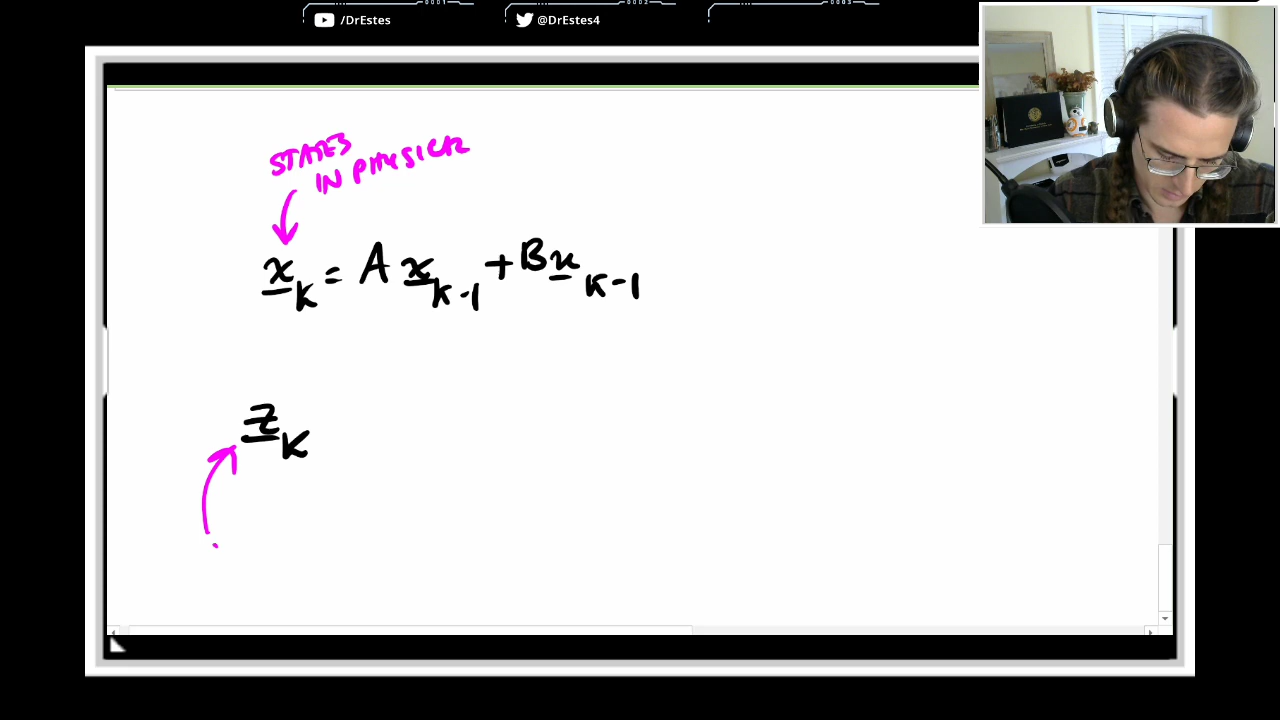 /DrEstes @DrEstes4
STATES
IN PHYSICAL
x_k = A x_k-1 + B u_k-1
z_k